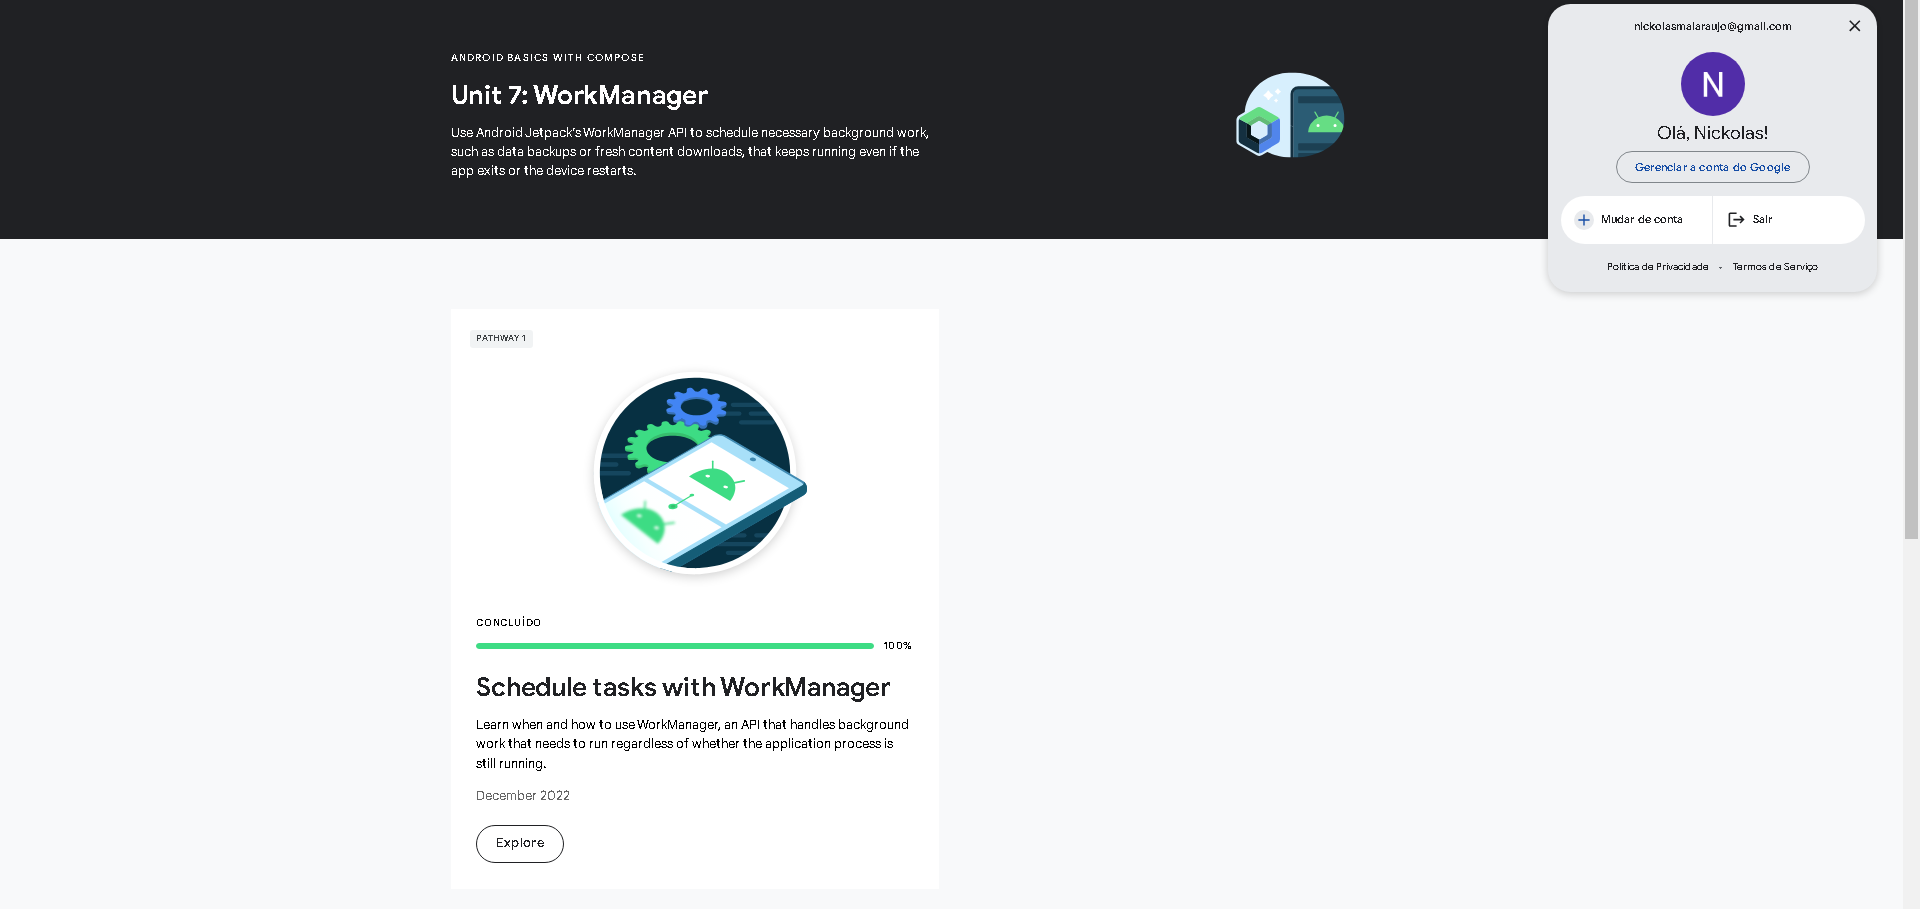 ANDROID BASICS WITH COMPOSE
Unit 7: WorkManager
Use Android Jetpack's WorkManager API to schedule necessary background work,
such as data backups or fresh content downloads, that keeps running even if the
app exits or the device restarts.
nickolasmaiaraujo@gmail.com
N
Olá, Nickolas!
Gerenciar a conta do Google
Mudar de conta
Sair
Política de Privacidade • Termos de Serviço
PATHWAY 1
CONCLUÍDO
100%
Schedule tasks with WorkManager
Learn when and how to use WorkManager, an API that handles background
work that needs to run regardless of whether the application process is
still running.
December 2022
Explore